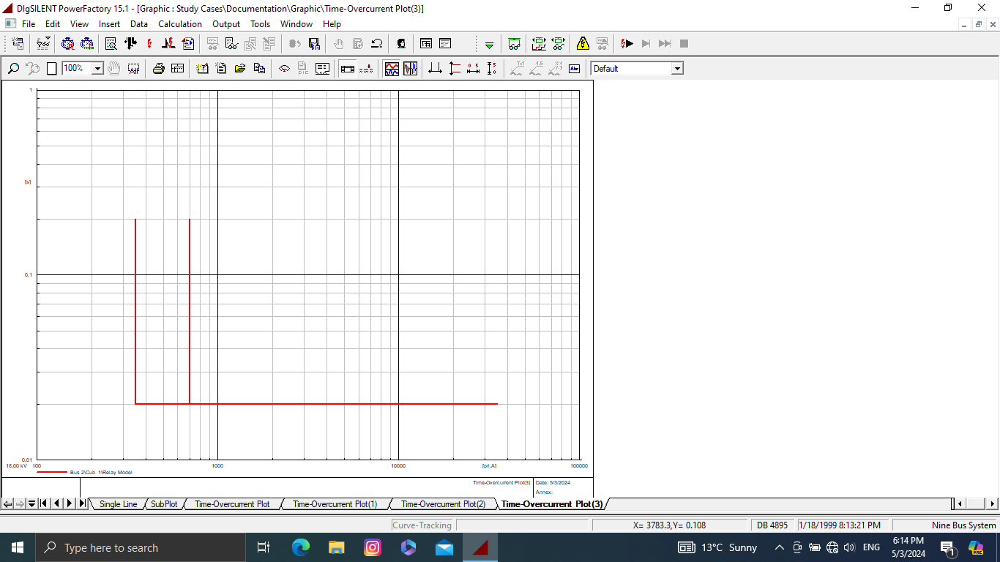 DIgSILENT PowerFactory 15.1 - [Graphic : Study Cases\Documentation\Graphic\Time-Overcurrent Plot(3)]
File Edit View Insert Data Calculation Output Tools Window Help
100% Abc Default
1
[s]
0,1
0,01
18,00 kV 100 1000 10000 [pri.A] 100000
Bus 2\Cub_1\Relay Model
Time-Overcurrent Plot(3) Date: 5/3/2024
Annex:
Single Line SubPlot Time-Overcurrent Plot Time-Overcurrent Plot(1) Time-Overcurrent Plot(2) Time-Overcurrent Plot(3)
Curve-Tracking X= 3783.3,Y= 0.108 DB 4895 1/18/1999 8:13:21 PM Nine Bus System
Type here to search 13°C Sunny ENG 6:14 PM 1 PRE
5/3/2024